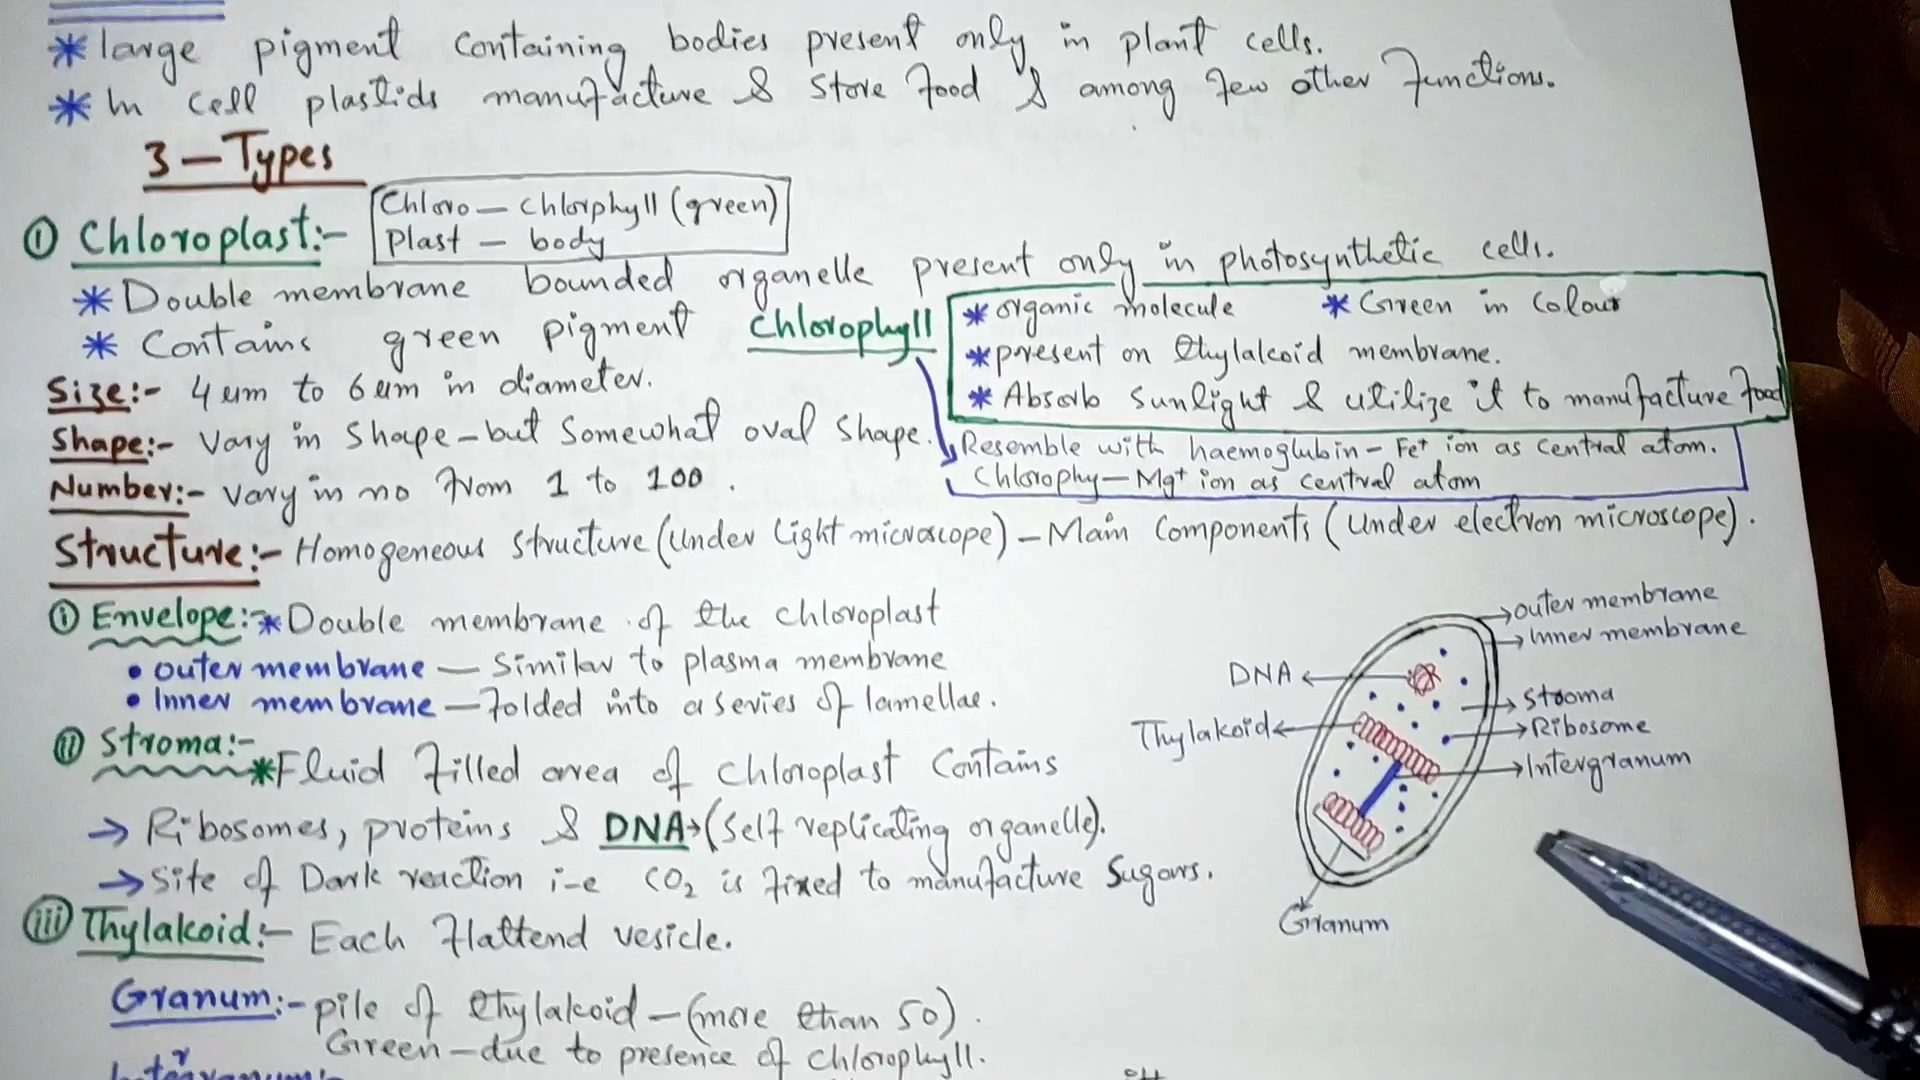 * large pigment containing bodies present only in plant cells.
* In cell plastids manufacture & store food & among few other functions.
3 - Types
① Chloroplast:-
Chloro - chlorphyll (green)
Plast - body
* Double membrane bounded organelle present only in photosynthetic cells.
* Contains green pigment Chlorophyll
* organic molecule * Green in colour
* present on thylakoid membrane.
* Absorb sunlight & utilize it to manufacture food
Size:- 4 um to 6 um in diameter.
Shape:- Vary in shape - but somewhat oval shape.
Resemble with haemoglubin - Fe+ ion as central atom.
Chlorophy - Mg+ ion as central atom
Number:- Vary in no from 1 to 100.
Structure:- Homogeneous structure (under light microscope) - Main Components (under electron microscope).
(i) Envelope:- * Double membrane of the chloroplast
• outer membrane - similar to plasma membrane
• Inner membrane - folded into a series of lamellae.
(ii) Stroma:-
* Fluid filled area of chloroplast contains
→ Ribosomes, proteins & DNA → (self replicating organelle).
→ Site of Dark reaction i-e CO2 is fixed to manufacture sugars.
(iii) Thylakoid:- Each flattend vesicle.
Granum:- pile of thylakoid - (more than 50).
Green - due to presence of chlorophyll.
Intergranum:-
outer membrane
Inner membrane
DNA
Stroma
Thylakoid
Ribosome
Intergranum
Granum